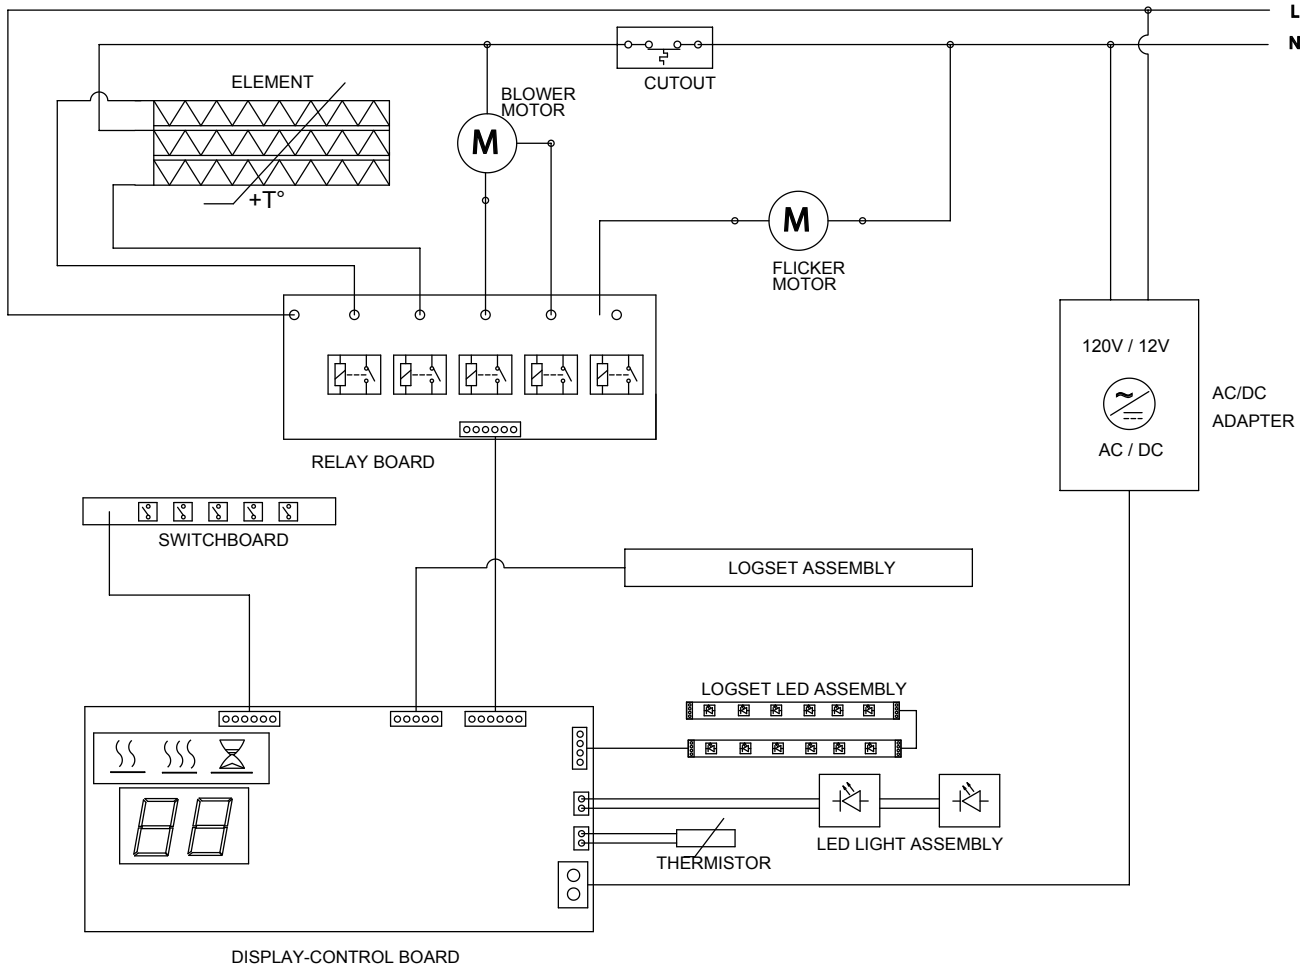 L
N
ELEMENT
BLOWER
MOTOR
CUTOUT
M
+T°
M
FLICKER
MOTOR
120V / 12V
AC/DC
ADAPTER
AC / DC
RELAY BOARD
SWITCHBOARD
LOGSET ASSEMBLY
LOGSET LED ASSEMBLY
LED LIGHT ASSEMBLY
THERMISTOR
DISPLAY-CONTROL BOARD